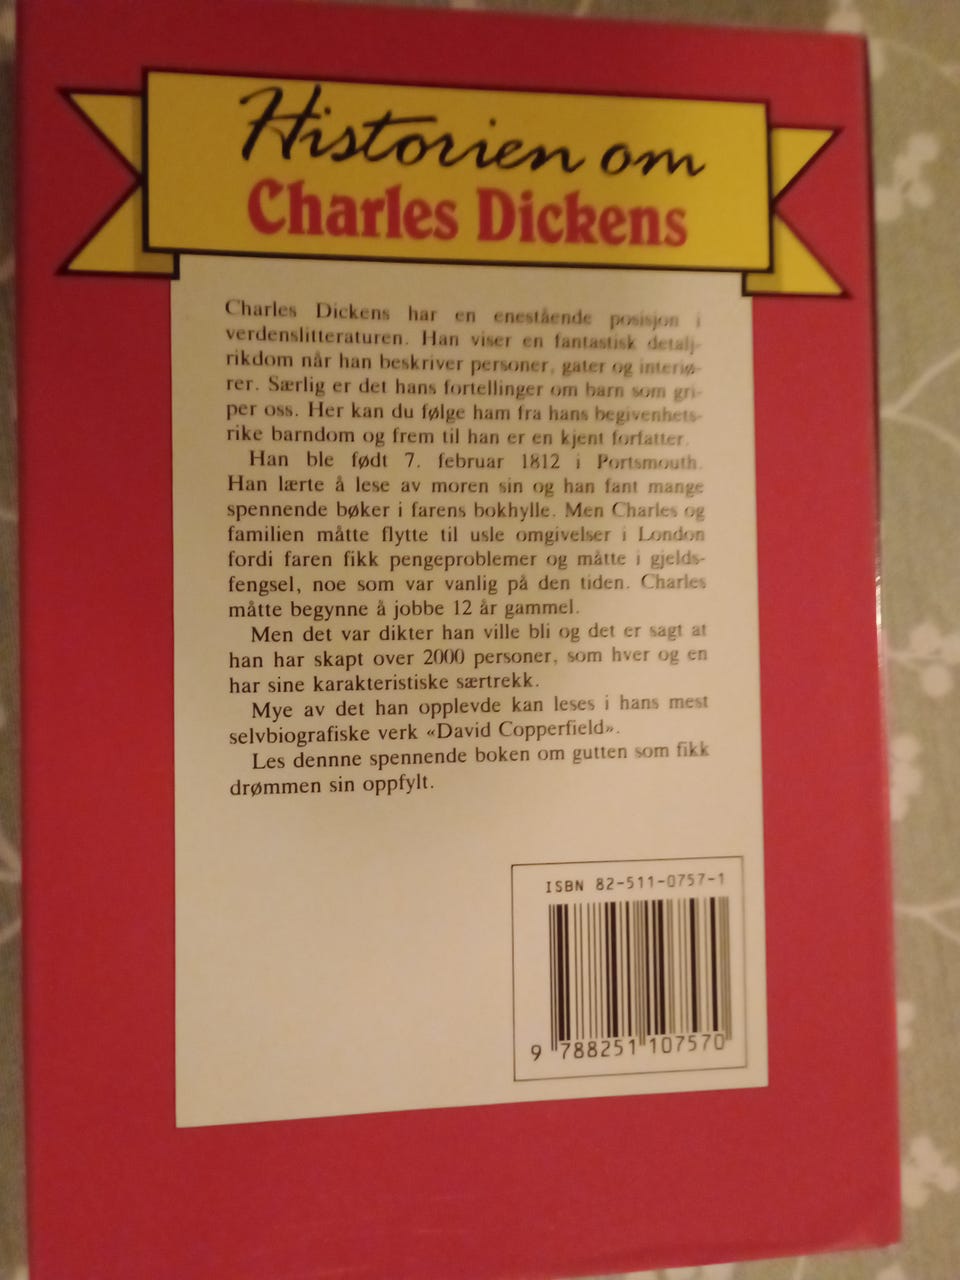 Historien om
Charles Dickens
Charles Dickens har en enestående posisjon i
verdenslitteraturen. Han viser en fantastisk detalj-
rikdom når han beskriver personer, gater og interiø-
rer. Særlig er det hans fortellinger om barn som gri-
per oss. Her kan du følge ham fra hans begivenhets-
rike barndom og frem til han er en kjent forfatter.
Han ble født 7. februar 1812 i Portsmouth.
Han lærte å lese av moren sin og han fant mange
spennende bøker i farens bokhylle. Men Charles og
familien måtte flytte til usle omgivelser i London
fordi faren fikk pengeproblemer og måtte i gjelds-
fengsel, noe som var vanlig på den tiden. Charles
måtte begynne å jobbe 12 år gammel.
Men det var dikter han ville bli og det er sagt at
han har skapt over 2000 personer, som hver og en
har sine karakteristiske særtrekk.
Mye av det han opplevde kan leses i hans mest
selvbiografiske verk «David Copperfield».
Les dennne spennende boken om gutten som fikk
drømmen sin oppfylt.
ISBN 82-511-0757-1
9 788251 107570